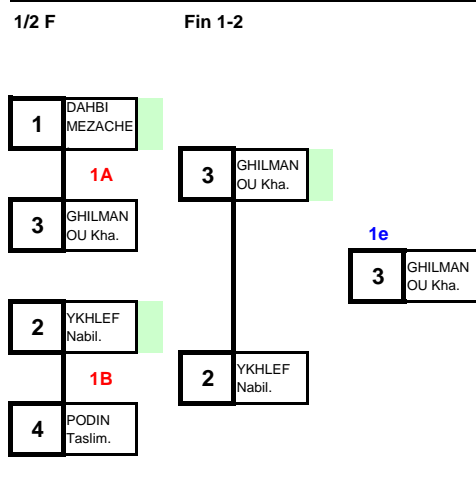 1/2 F Fin 1-2
1 DAHBI
MEZACHE
1A
3 GHILMAN
OU Kha.
3 GHILMAN
OU Kha.
1e
3 GHILMAN
OU Kha.
2 YKHLEF
Nabil.
1B
4 PODIN
Taslim.
2 YKHLEF
Nabil.